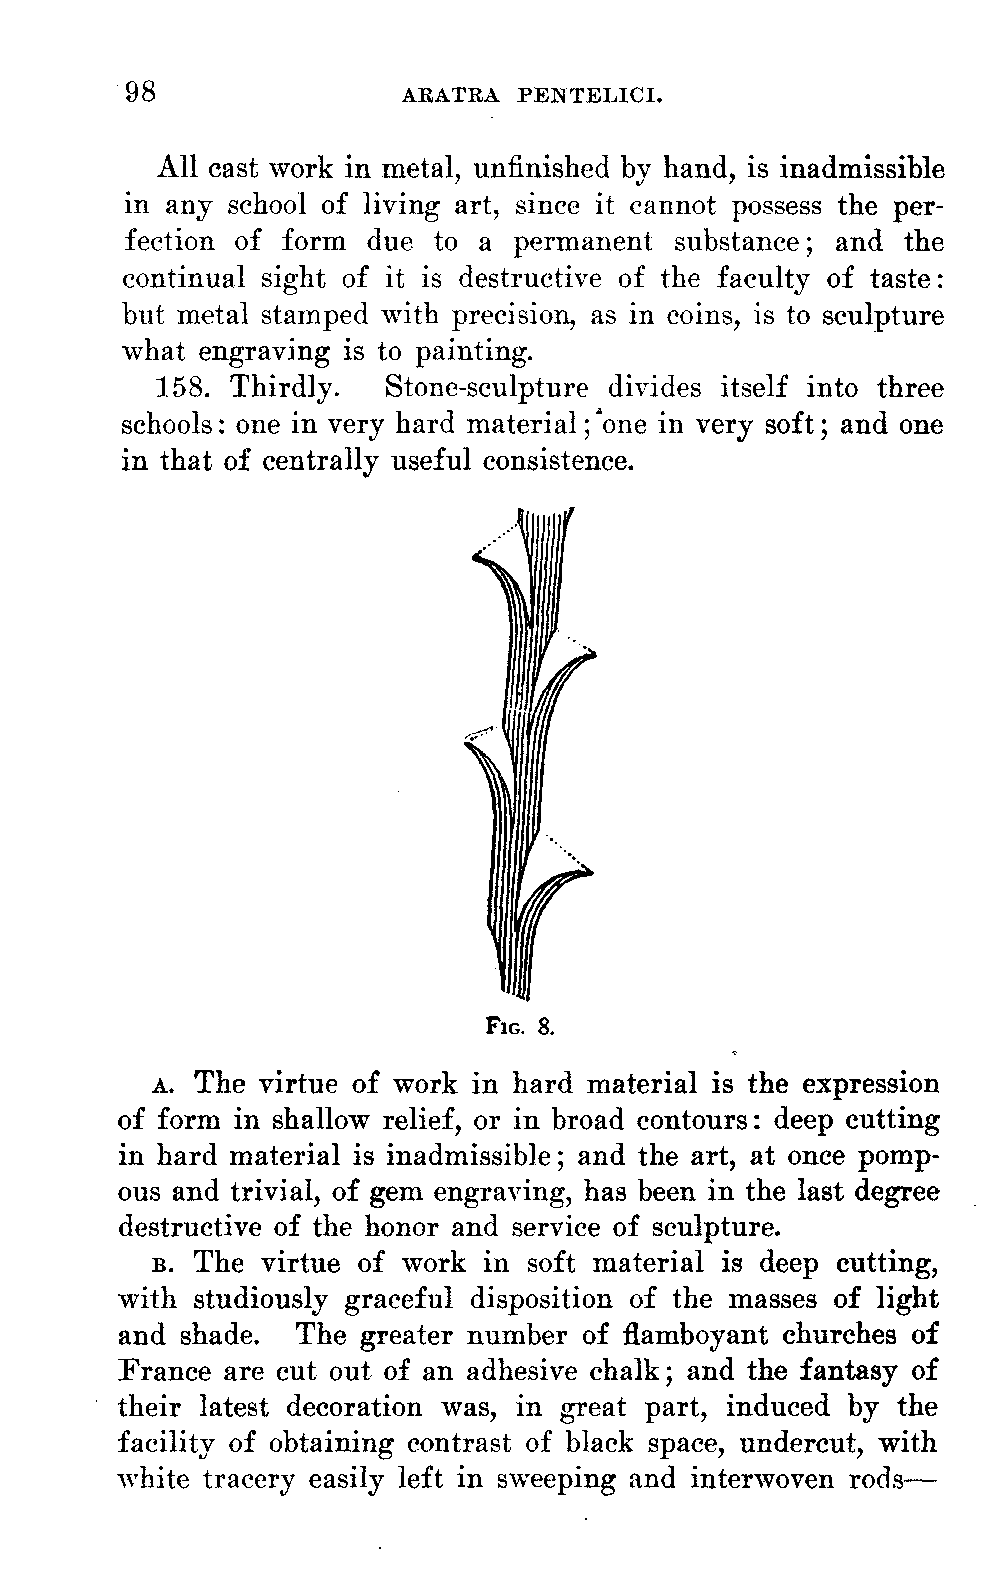 98 ARATRA PENTELICI.
All cast work in metal, unfinished by hand, is inadmissible
in any school of living art, since it cannot possess the per-
fection of form due to a permanent substance; and the
continual sight of it is destructive of the faculty of taste:
but metal stamped with precision, as in coins, is to sculpture
what engraving is to painting.
158. Thirdly. Stone-sculpture divides itself into three
schools: one in very hard material; one in very soft; and one
in that of centrally useful consistence.
FIG. 8.
A. The virtue of work in hard material is the expression
of form in shallow relief, or in broad contours: deep cutting
in hard material is inadmissible; and the art, at once pomp-
ous and trivial, of gem engraving, has been in the last degree
destructive of the honor and service of sculpture.
B. The virtue of work in soft material is deep cutting,
with studiously graceful disposition of the masses of light
and shade. The greater number of flamboyant churches of
France are cut out of an adhesive chalk; and the fantasy of
their latest decoration was, in great part, induced by the
facility of obtaining contrast of black space, undercut, with
white tracery easily left in sweeping and interwoven rods—